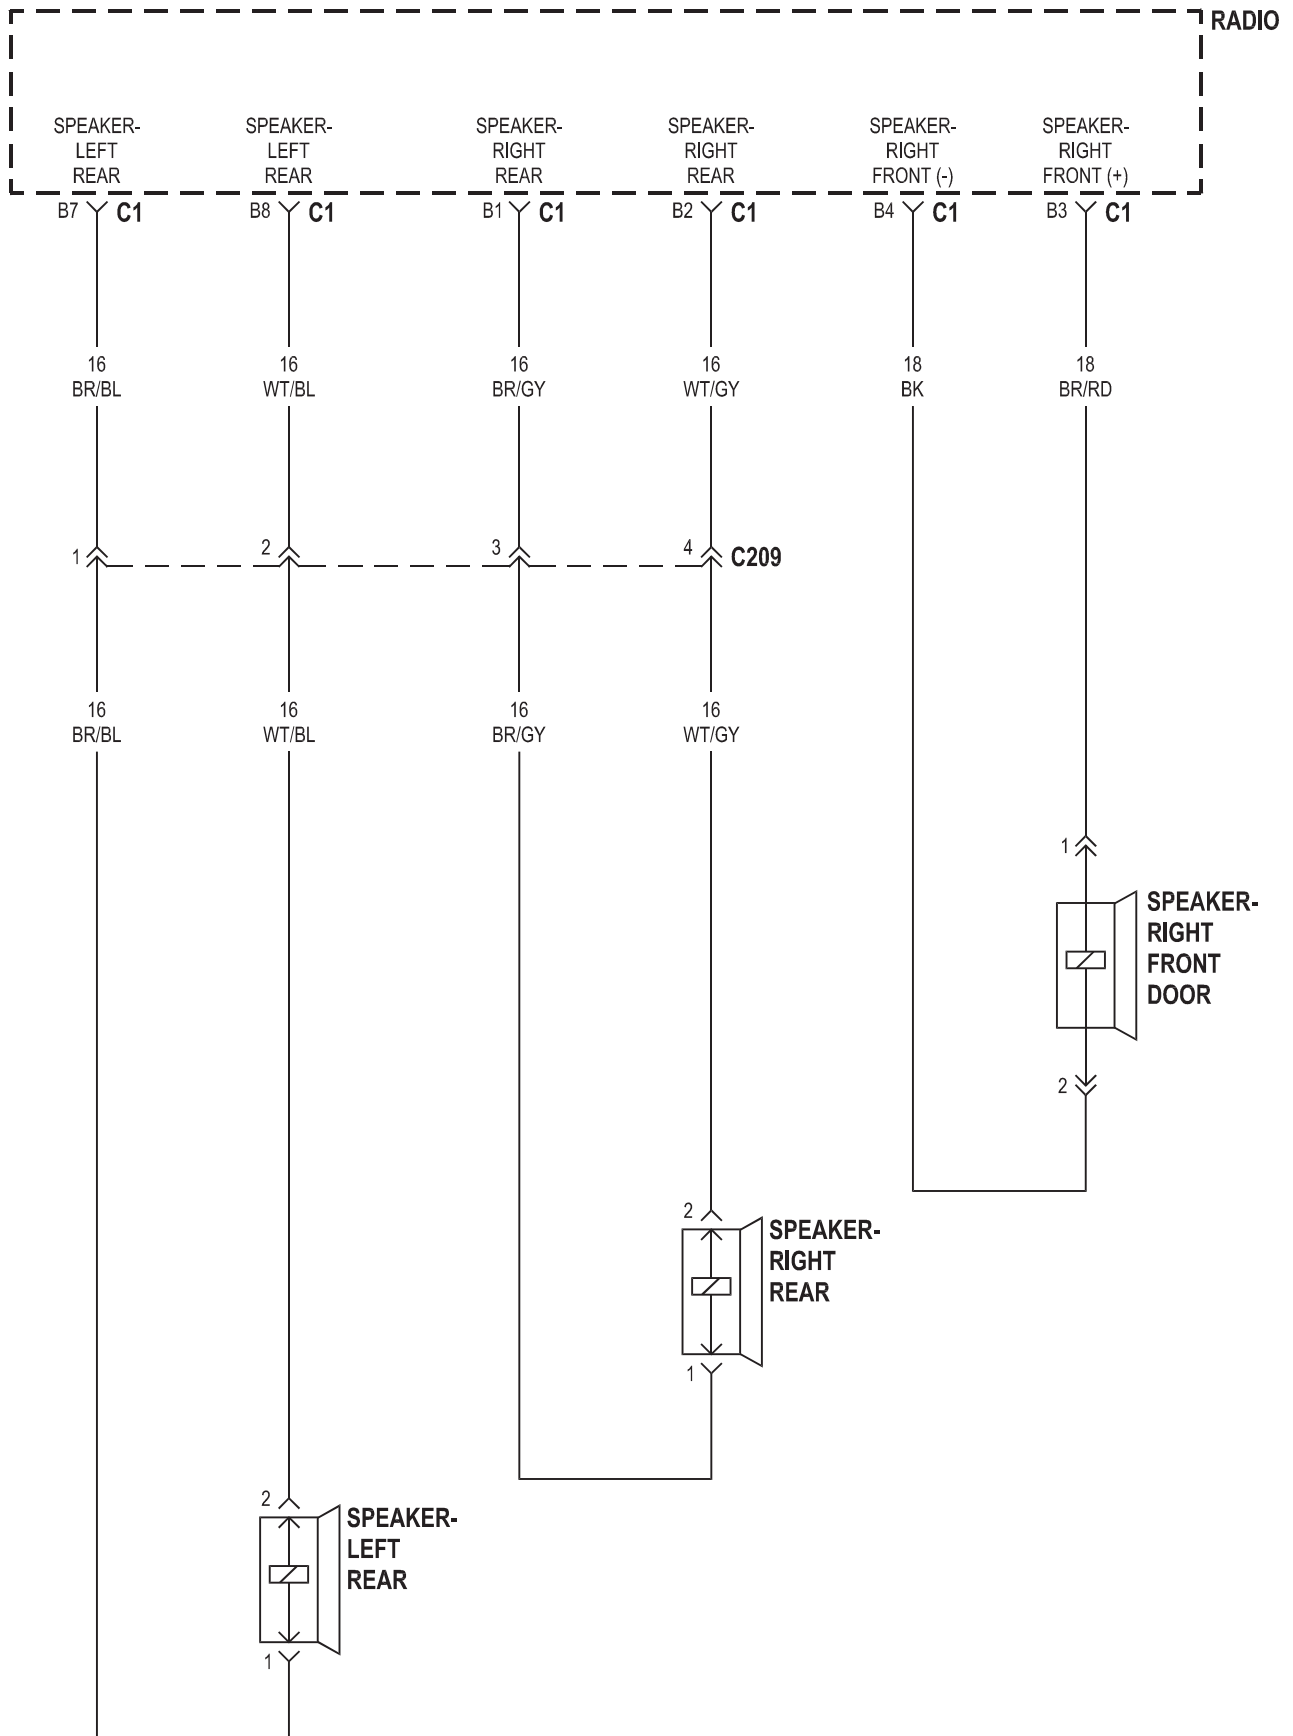 RADIO
SPEAKER-
LEFT
REAR
SPEAKER-
LEFT
REAR
SPEAKER-
RIGHT
REAR
SPEAKER-
RIGHT
REAR
SPEAKER-
RIGHT
FRONT (-)
SPEAKER-
RIGHT
FRONT (+)
B7 C1
B8 C1
B1 C1
B2 C1
B4 C1
B3 C1
16
BR/BL
16
WT/BL
16
BR/GY
16
WT/GY
18
BK
18
BR/RD
1
2
3
4
C209
16
BR/BL
16
WT/BL
16
BR/GY
16
WT/GY
1
SPEAKER-
RIGHT
FRONT
DOOR
2
2
SPEAKER-
RIGHT
REAR
1
2
SPEAKER-
LEFT
REAR
1